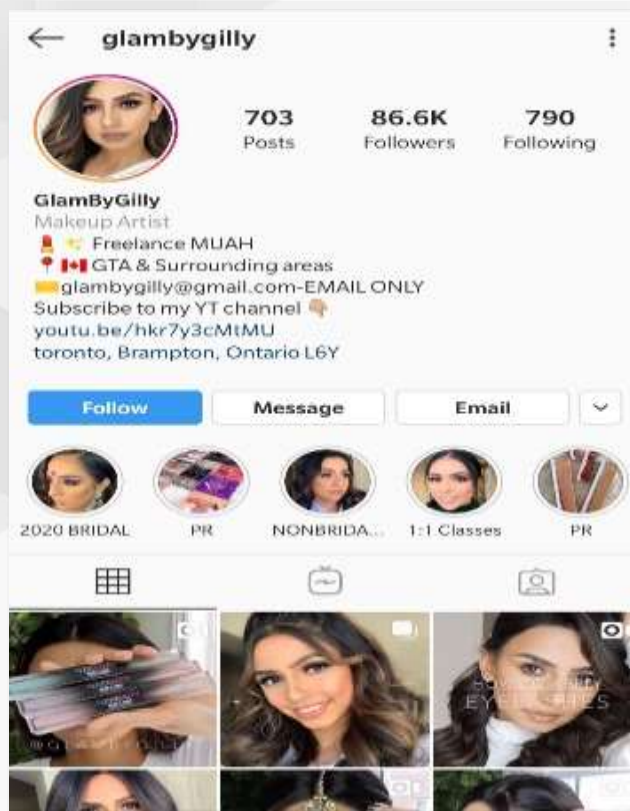 glambygilly
703 86.6K 790
Posts Followers Following
GlamByGilly
Makeup Artist
Freelance MUAH
GTA & Surrounding areas
glambygilly@gmail.com-EMAIL ONLY
Subscribe to my YT channel
youtu.be/hkr7y3cMtMU
toronto, Brampton, Ontario L6Y
Follow Message Email
2020 BRIDAL PR NONBRIDA... 1:1 Classes PR